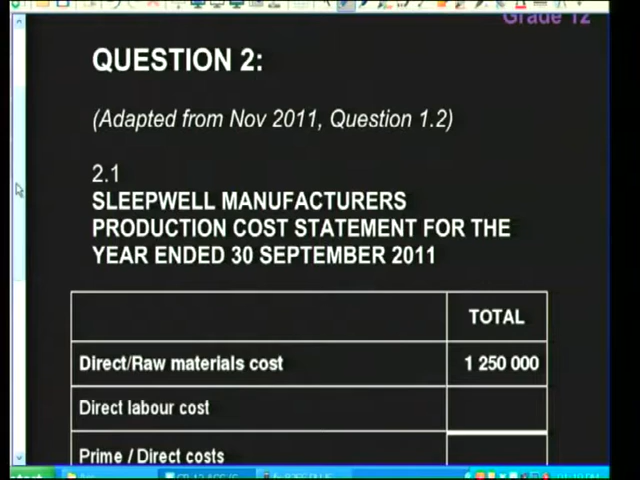 Grade 12
QUESTION 2:
(Adapted from Nov 2011, Question 1.2)
2.1
SLEEPWELL MANUFACTURERS
PRODUCTION COST STATEMENT FOR THE
YEAR ENDED 30 SEPTEMBER 2011
TOTAL
Direct/Raw materials cost 1 250 000
Direct labour cost
Prime / Direct costs